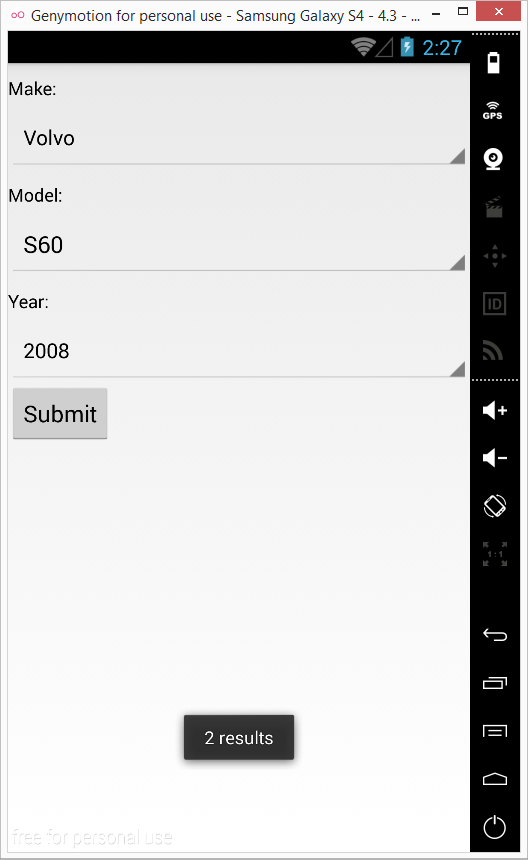 Genymotion for personal use - Samsung Galaxy S4 - 4.3 - ...
2:27
Make:
Volvo
Model:
S60
Year:
2008
Submit
2 results
free for personal use
GPS
ID
1:1